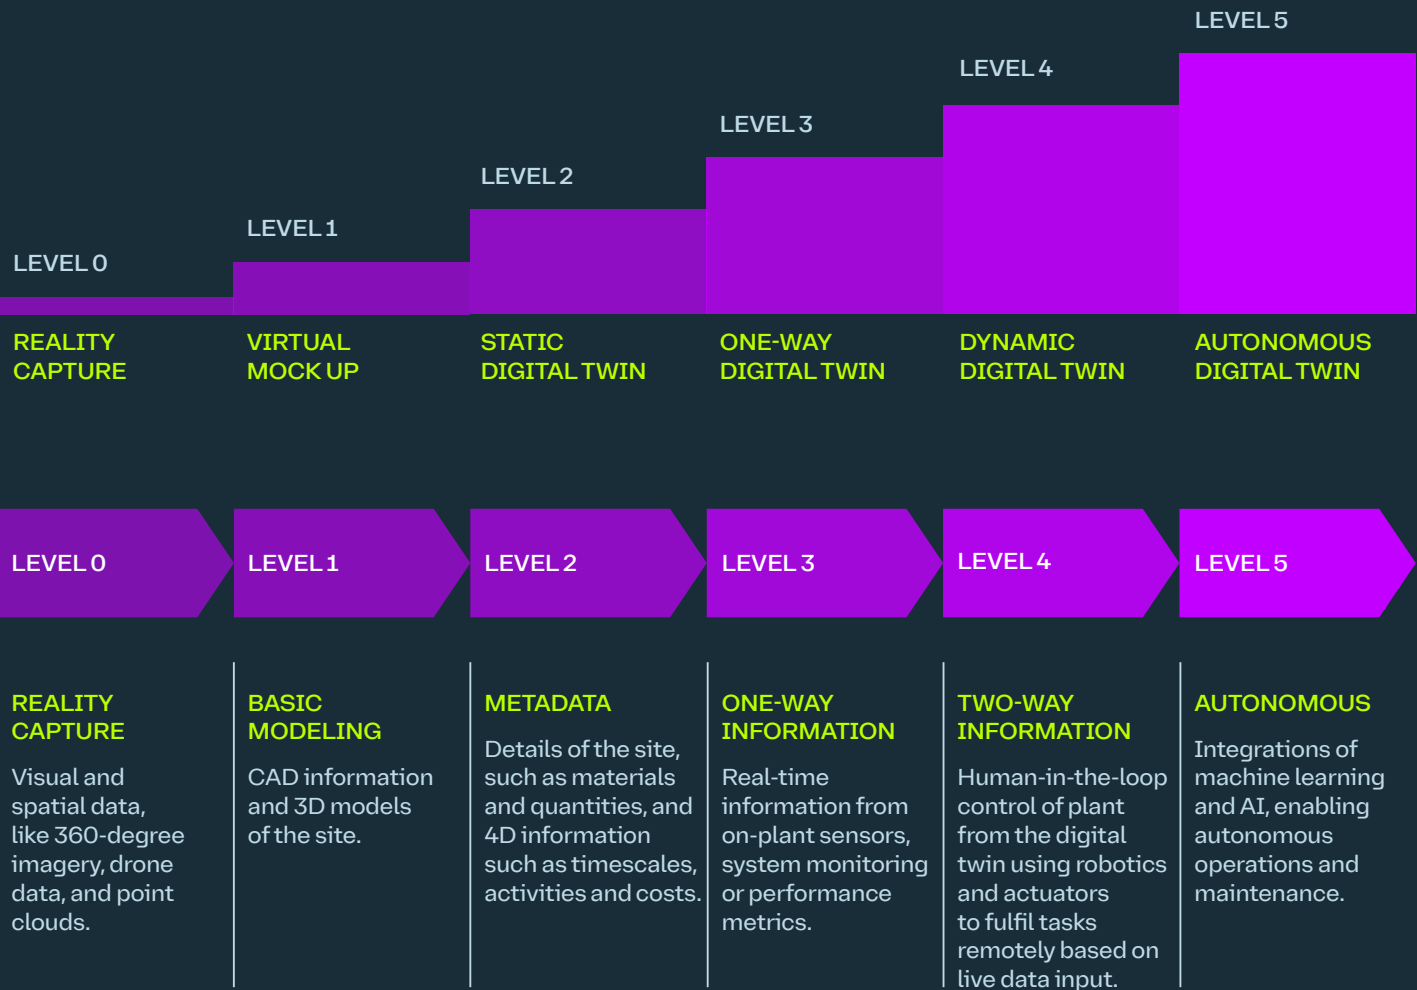 LEVEL 5
LEVEL 4
LEVEL 3
LEVEL 2
LEVEL 1
LEVEL 0
REALITY
CAPTURE
VIRTUAL
MOCK UP
STATIC
DIGITAL TWIN
ONE-WAY
DIGITAL TWIN
DYNAMIC
DIGITAL TWIN
AUTONOMOUS
DIGITAL TWIN
LEVEL 0
LEVEL 1
LEVEL 2
LEVEL 3
LEVEL 4
LEVEL 5
REALITY
CAPTURE
Visual and
spatial data,
like 360-degree
imagery, drone
data, and point
clouds.
BASIC
MODELING
CAD information
and 3D models
of the site.
METADATA
Details of the site,
such as materials
and quantities, and
4D information
such as timescales,
activities and costs.
ONE-WAY
INFORMATION
Real-time
information from
on-plant sensors,
system monitoring
or performance
metrics.
TWO-WAY
INFORMATION
Human-in-the-loop
control of plant
from the digital
twin using robotics
and actuators
to fulfil tasks
remotely based on
live data input.
AUTONOMOUS
Integrations of
machine learning
and AI, enabling
autonomous
operations and
maintenance.